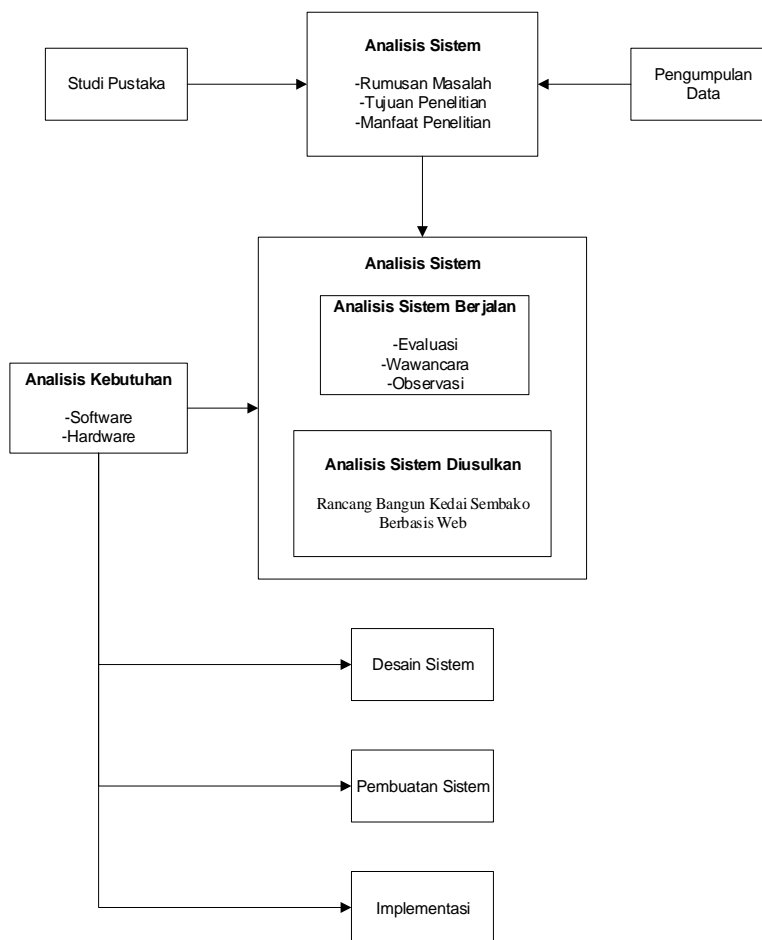 Analisis Sistem
-Rumusan Masalah
-Tujuan Penelitian
-Manfaat Penelitian
Studi Pustaka
Pengumpulan
Data
Analisis Sistem
Analisis Sistem Berjalan
-Evaluasi
-Wawancara
-Observasi
Analisis Kebutuhan
-Software
-Hardware
Analisis Sistem Diusulkan
Rancang Bangun Kedai Sembako
Berbasis Web
Desain Sistem
Pembuatan Sistem
Implementasi